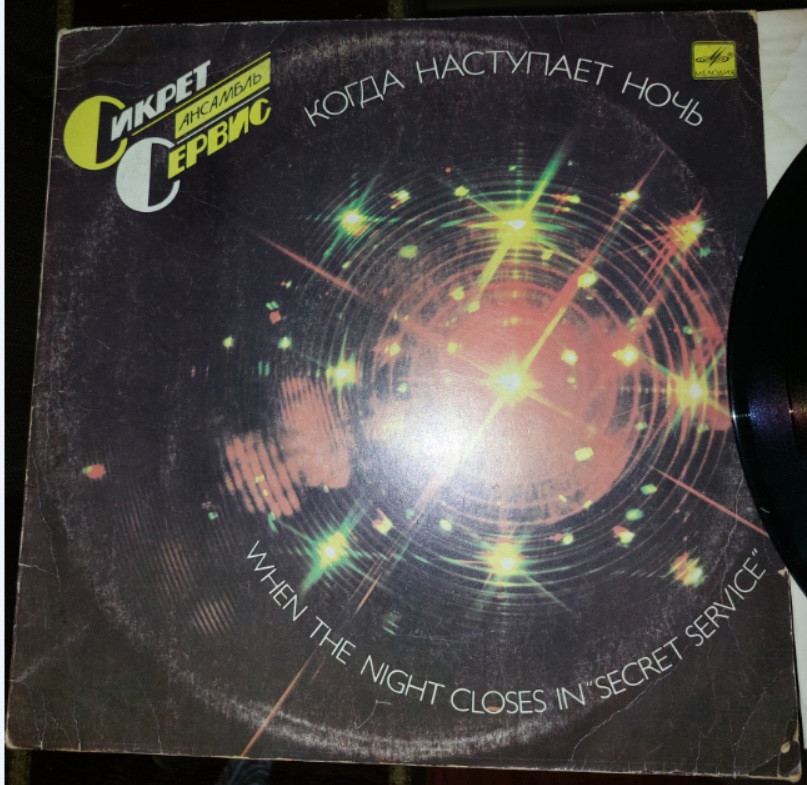 СИКРЕТ
АНСАМБЛЬ
СЕРВИС
КОГДА НАСТУПАЕТ НОЧЬ
МЕЛОДИЯ
WHEN THE NIGHT CLOSES IN "SECRET SERVICE"